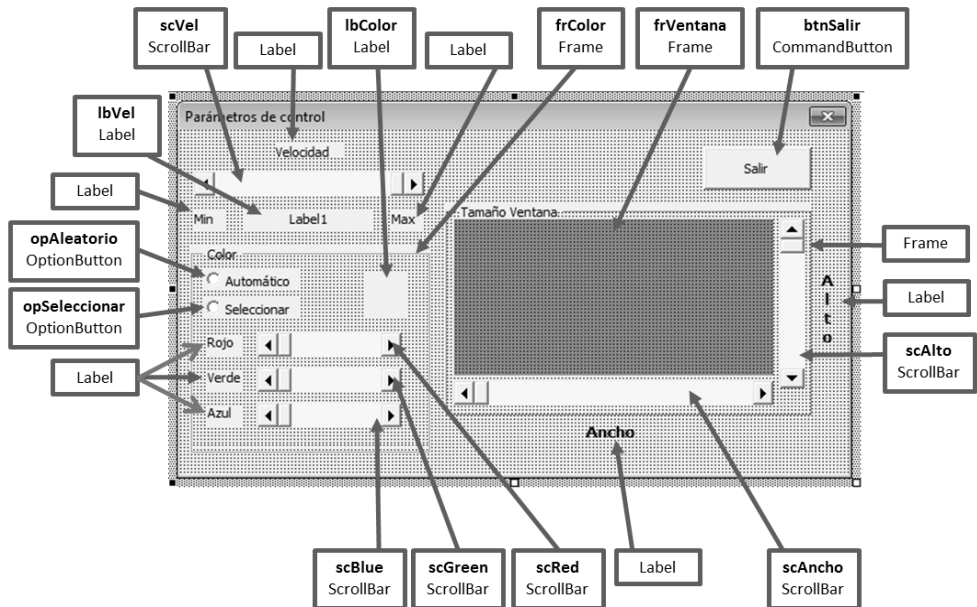 scVel
ScrollBar
Label
lbColor
Label
Label
frColor
Frame
frVentana
Frame
btnSalir
CommandButton
lbVel
Label
Label
opAleatorio
OptionButton
opSeleccionar
OptionButton
Label
Parámetros de control
Velocidad
Min
Label1
Max
Color
Automático
Seleccionar
Rojo
Verde
Azul
Salir
Tamaño Ventana
Alto
Ancho
Frame
Label
scAlto
ScrollBar
scBlue
ScrollBar
scGreen
ScrollBar
scRed
ScrollBar
Label
scAncho
ScrollBar